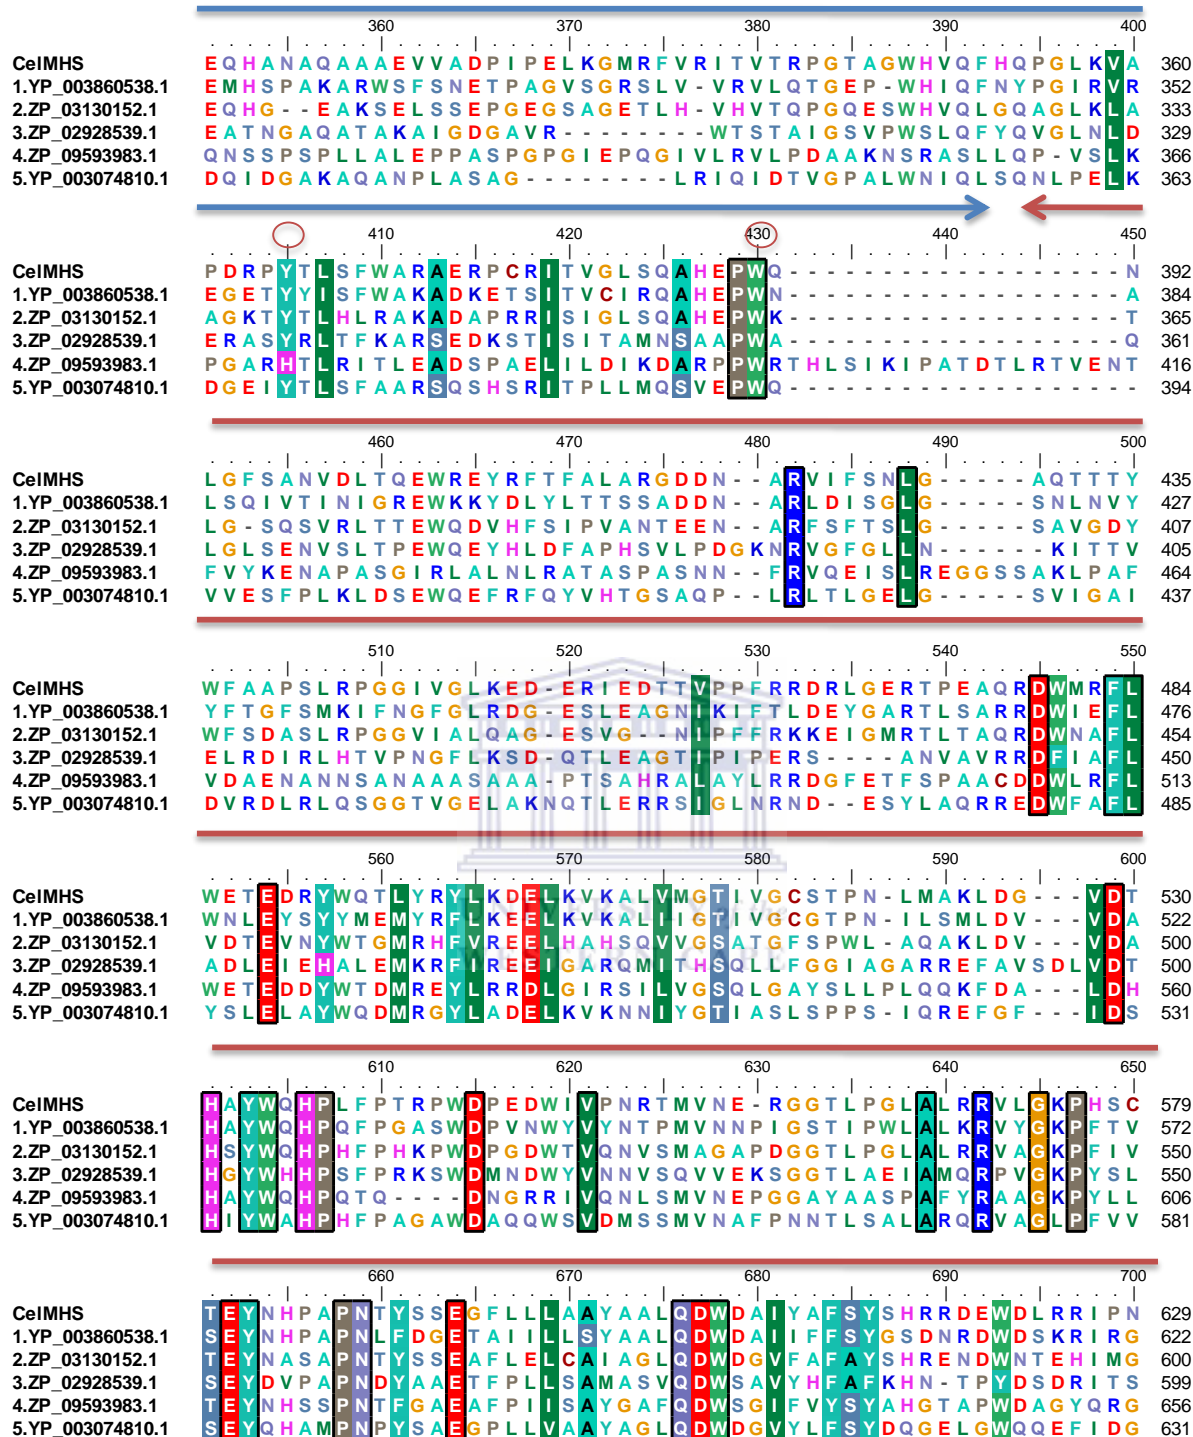 360 370 380 390 400
CelMHS EQHANAQAAAEVVADPIPELKGMRFVRITVTRPGTAGWHVQFHQPGLKVA 360
1.YP_003860538.1 EMHSPAKARWSFSNETPAGVSGRSLV-VRVLQTGEP-WHIQFNYPGIRVR 352
2.ZP_03130152.1 EQHG--EAKSELSSEPGEGSAGETLH-VHVTQPGQESWHVQLGQAGLKLA 333
3.ZP_02928539.1 EATNGAQATAKAIGDGAVR--------WTSTAIGSVPWSLQFYQVGLNLD 329
4.ZP_09593983.1 QNSSPSPLLALEPPASPGPGIEPQGIVLRVLPDAAKNSRASLLQP-VSLK 366
5.YP_003074810.1 DQIDGAKAQANPLASAG--------LRIQIDTVGPALWNIQLSQNLPELK 363
410 420 430 440 450
CelMHS PDRPYTLSFWARAERPCRITVGLSQAHEPWQ------------------N 392
1.YP_003860538.1 EGETYYISFWAKADKETSITVCIRQAHEPWN------------------A 384
2.ZP_03130152.1 AGKTYTLHLRAKADAPRRISIGLSQAHEPWK------------------T 365
3.ZP_02928539.1 ERASYRLTFKARSEDKSTISITAMNSAAPWA------------------Q 361
4.ZP_09593983.1 PGARHTLRITLEADSPAELILDIKDARPPWRTHLSIKIPATDTLRTVENT 416
5.YP_003074810.1 DGEIYTLSFAARSQSHSRITPLLMQSVEPWQ------------------- 394
460 470 480 490 500
CelMHS LGFSANVDLTQEWREYRFTFALARGDDN--ARVIFSNLG-----AQTTTY 435
1.YP_003860538.1 LSQIVTINIGREWKKYDLYLTTSSADDN--ARLDISGLG-----SNLNVY 427
2.ZP_03130152.1 LG-SQSVRLTTEWQDVHFSIPVANTEEN--ARFSFTSLG-----SAVGDY 407
3.ZP_02928539.1 LGLSENVSLTPEWQEYHLDFAPHSVLPDGKNRVGFGLLN------KITTV 405
4.ZP_09593983.1 FVYKENAPASGIRLALNLRATASPASNN--FRVQEISLREGGSSAKLPAF 464
5.YP_003074810.1 VVESFPLKLDSEWQEFRFQYVHTGSAQP--LRLTLGELG-----SVIGAI 437
510 520 530 540 550
CelMHS WFAAPSLRPGGIVGLKED-ERIEDTTVPPFRRDRLGERTPEAQRDWMRFL 484
1.YP_003860538.1 YFTGFSMKIFNGFGLRDG-ESLEAGNIKIFTLDEYGARTLSARRDWIEFL 476
2.ZP_03130152.1 WFSDASLRPGGVIALQAG-ESVG--NIPFFRKKEIGMRTLTAQRDWNAFL 454
3.ZP_02928539.1 ELRDIRLHTVPNGFLKSD-QTLEAGTIPIPERS----ANVAVRRDFIAFL 450
4.ZP_09593983.1 VDAENANNSANAAASAAA-PTSAHRALAYLRRDGFETFSPAACDDWLRFL 513
5.YP_003074810.1 DVRDLRLQSGGTVGELAKNQTLERRSIGLNRND--ESYLAQRREDWFAFL 485
560 570 580 590 600
UNIVERSITY of the
WESTERN CAPE
CelMHS WETEDRYWQTLYRYLKDELKVKALVMGTIVGCSTPN-LMAKLDG---VDT 530
1.YP_003860538.1 WNLEYSYYMEMYRFLKEELKVKALIIGTIVGCGTPN-ILSMLDV---VDA 522
2.ZP_03130152.1 VDTEVNYWTGMRHFVREELHAHSQVVGSATGFSPWL-AQAKLDV---VDA 500
3.ZP_02928539.1 ADLEIEHALEMKRFIREEIGARQMITHSQLLFGGIAGARREFAVSDLVDT 500
4.ZP_09593983.1 WETEDDYWTDMREYLRRDLGIRSILVGSQLGAYSLLPLQQKFDA---LDH 560
5.YP_003074810.1 YSLELAYWQDMRGYLADELKVKNNIYGTIASLSPPS-IQREFGF---IDS 531
610 620 630 640 650
CelMHS HAYWQHPLFPTRPWDPEDWIVPNRTMVNE-RGGTLPGLALRRVLGKPHSC 579
1.YP_003860538.1 HSYWQHPQFPGRPWDPVNWYVYNTPMVNNPIGSTIPWLALKRVYGKPFTV 572
2.ZP_03130152.1 HSYWQHPHFPHKPWDPGDWTVQNVSMAGAPDGGTLPGLALRRVAGKPFIV 550
3.ZP_02928539.1 HGYWHHPSFPRKSWDMNDWYVNNVSQVVEKSGGTLAEIAMQRPVGKPYSL 550
4.ZP_09593983.1 HAYWQHPQTQ----DNGRRIVQNLSMVNEPGGAYAASPAFYRAAGKPYLL 606
5.YP_003074810.1 HIYWAHPHFPAGAWDAQQWSVDMSSMVNAFPNNTLSALARQRVAGLPFVV 581
660 670 680 690 700
CelMHS TEYNHPAPNTYSSEGFLLLAAYAALQDWDAIYAFSYSHRRDEWDLRRIPN 629
1.YP_003860538.1 SEYNHPAPNLFDGETAIILLSYAALQDWDAIIFFSYGSDNRDWDSKRIRG 622
2.ZP_03130152.1 TEYNASAPNTYSSEAFLELCAIAGLQDWDGVFAFAYSHRENDWNTEHIMG 600
3.ZP_02928539.1 SEYDVPAPNDYAAETFPLLSAMASVQDWSAVYHFAFKHN-TPYDSDRITS 599
4.ZP_09593983.1 TEYNHSSPNTFGAEAFPIISAYGAFQDWSGIFVYSYAHGTAPWDAGYQRG 656
5.YP_003074810.1 SEYQHAMPNPYSAEGPLLVAAYAALQDWDGVYLFSYDQGELGWQQEFIDG 631